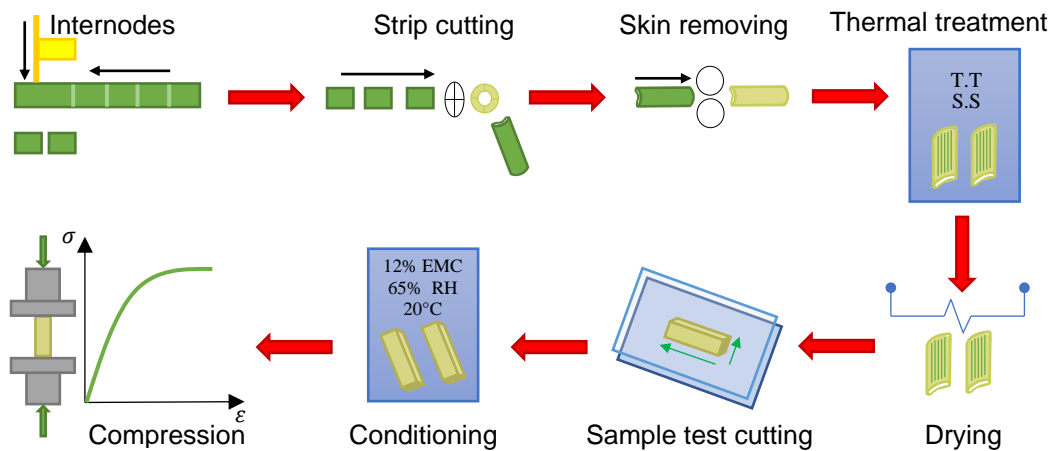 Internodes
Strip cutting
Skin removing
Thermal treatment
T.T
S.S
σ
ε
12% EMC
65% RH
20°C
Compression
Conditioning
Sample test cutting
Drying